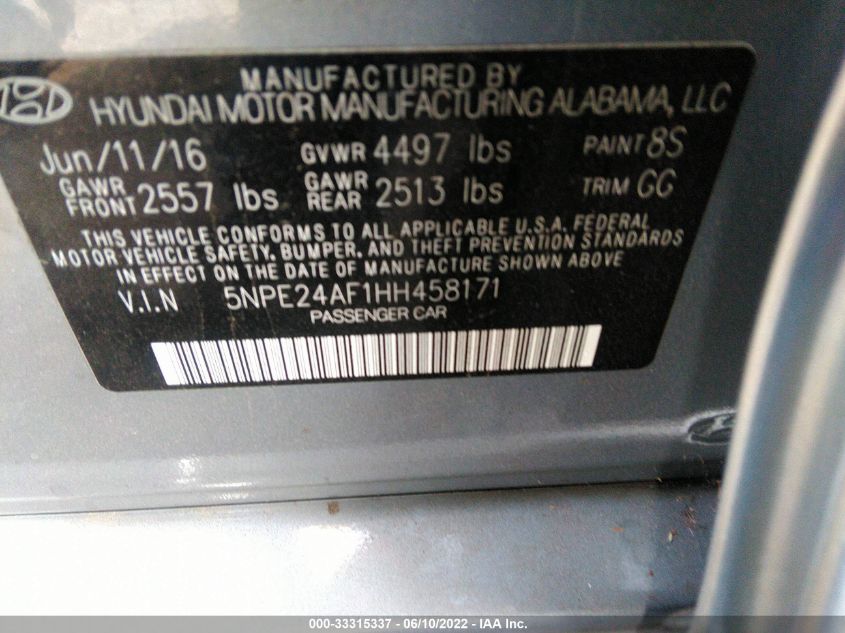 MANUFACTURED BY
HYUNDAI MOTOR MANUFACTURING ALABAMA, LLC
Jun/11/16 GVWR 4497 lbs PAINT 8S
GAWR FRONT 2557 lbs GAWR REAR 2513 lbs TRIM GG
THIS VEHICLE CONFORMS TO ALL APPLICABLE U.S.A. FEDERAL
MOTOR VEHICLE SAFETY, BUMPER, AND THEFT PREVENTION STANDARDS
IN EFFECT ON THE DATE OF MANUFACTURE SHOWN ABOVE
V.I.N 5NPE24AF1HH458171
PASSENGER CAR
000-33315337 - 06/10/2022 - IAA Inc.